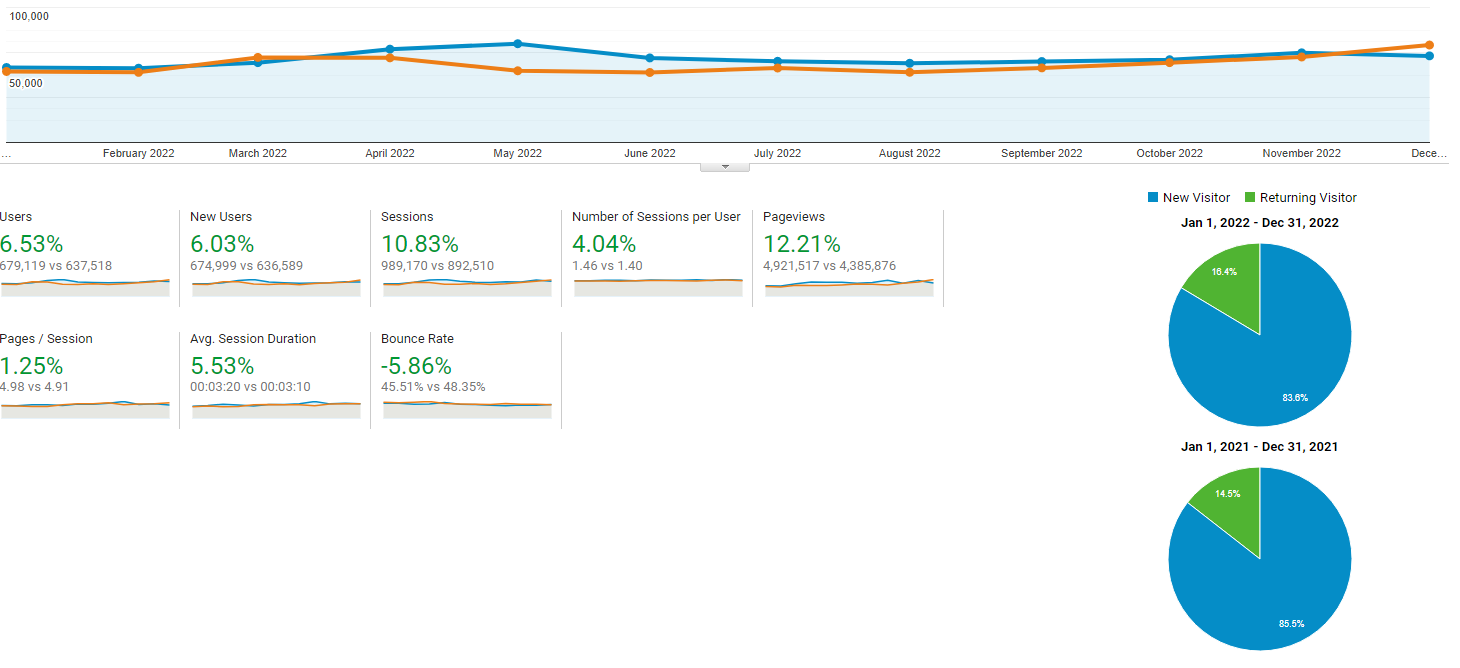 100,000
50,000
...
February 2022
March 2022
April 2022
May 2022
June 2022
July 2022
August 2022
September 2022
October 2022
November 2022
Dece...
New Visitor
Returning Visitor
Jan 1, 2022 - Dec 31, 2022
16.4%
83.6%
Users
6.53%
679,119 vs 637,518
New Users
6.03%
674,999 vs 636,589
Sessions
10.83%
989,170 vs 892,510
Number of Sessions per User
4.04%
1.46 vs 1.40
Pageviews
12.21%
4,921,517 vs 4,385,876
Pages / Session
1.25%
4.98 vs 4.91
Avg. Session Duration
5.53%
00:03:20 vs 00:03:10
Bounce Rate
-5.86%
45.51% vs 48.35%
Jan 1, 2021 - Dec 31, 2021
14.5%
85.5%